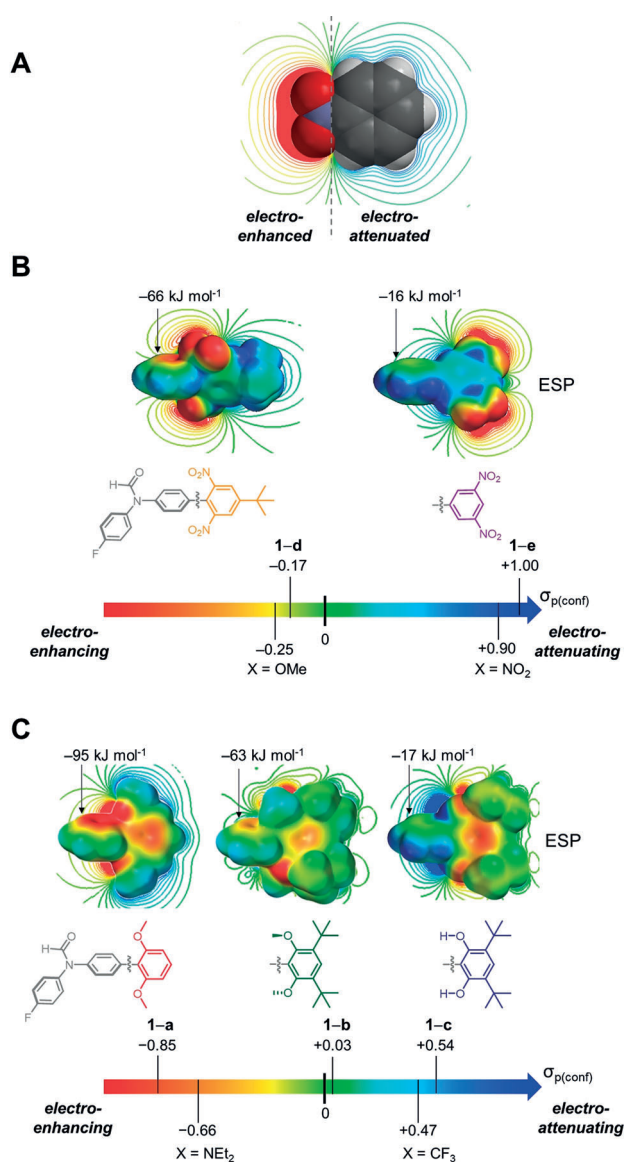 A
electro-
enhanced
electro-
attenuated
B
–66 kJ mol⁻¹
–16 kJ mol⁻¹
ESP
O
H
N
F
NO₂
NO₂
NO₂
NO₂
1–d
–0.17
1–e
+1.00
σp(conf)
0
electro-
enhancing
–0.25
X = OMe
+0.90
X = NO₂
electro-
attenuating
C
–95 kJ mol⁻¹
–63 kJ mol⁻¹
–17 kJ mol⁻¹
ESP
O
H
N
F
O
O
O
O
H–O
H–O
1–a
–0.85
1–b
+0.03
1–c
+0.54
σp(conf)
0
electro-
enhancing
–0.66
X = NEt₂
+0.47
X = CF₃
electro-
attenuating